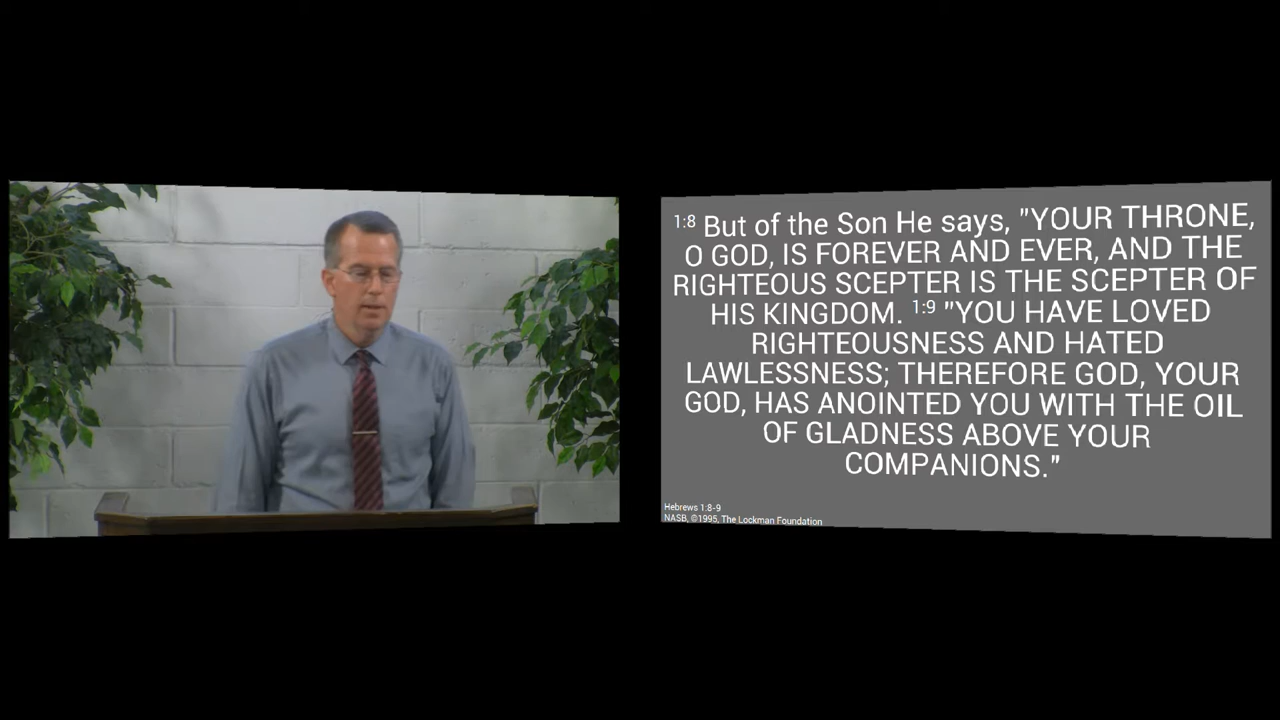 1:8 But of the Son He says, "YOUR THRONE,
O GOD, IS FOREVER AND EVER, AND THE
RIGHTEOUS SCEPTER IS THE SCEPTER OF
HIS KINGDOM. 1:9 "YOU HAVE LOVED
RIGHTEOUSNESS AND HATED
LAWLESSNESS; THEREFORE GOD, YOUR
GOD, HAS ANOINTED YOU WITH THE OIL
OF GLADNESS ABOVE YOUR
COMPANIONS."
Hebrews 1:8-9
NASB, ©1995, The Lockman Foundation